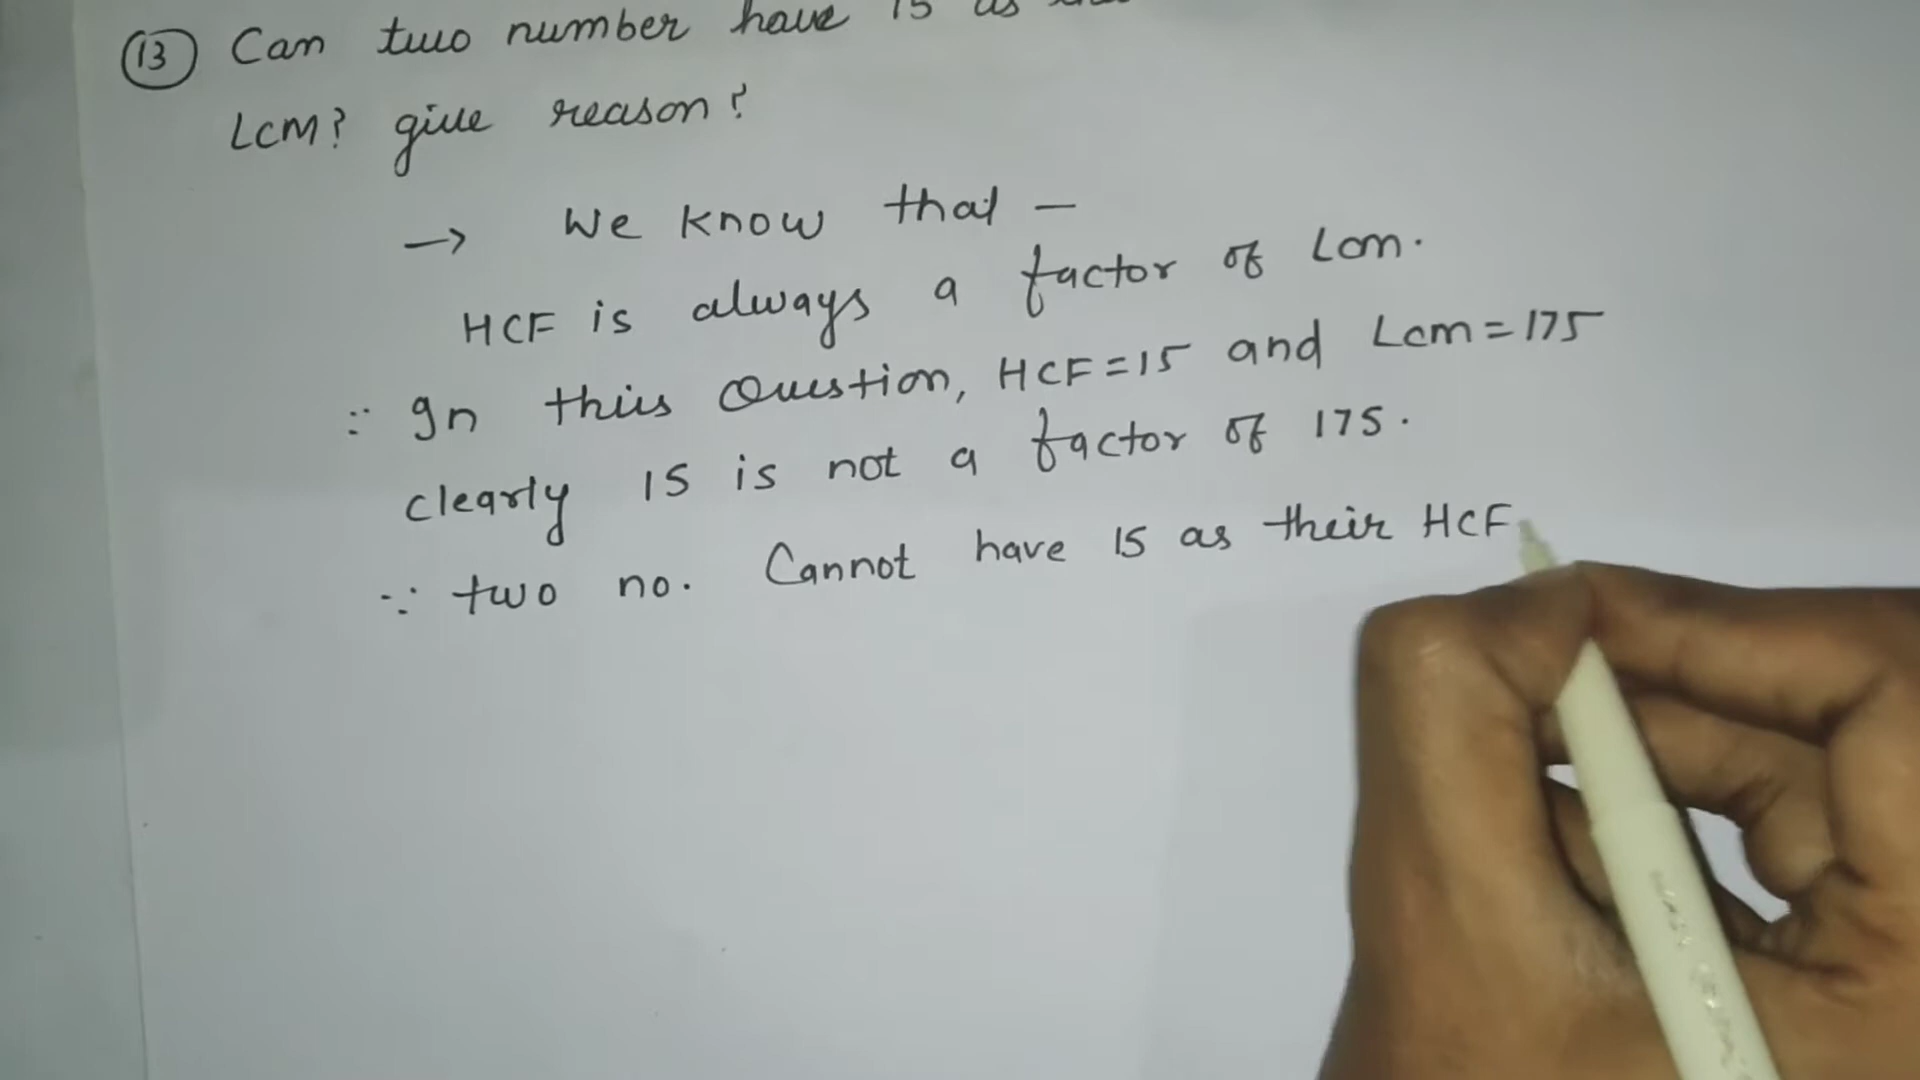 13 Can two number have 15 as
LCM? give reason?
→ We know that —
HCF is always a factor of Lcm.
∵ In this Question, HCF = 15 and Lcm = 175
clearly 15 is not a factor of 175.
∵ two no. Cannot have 15 as their HCF